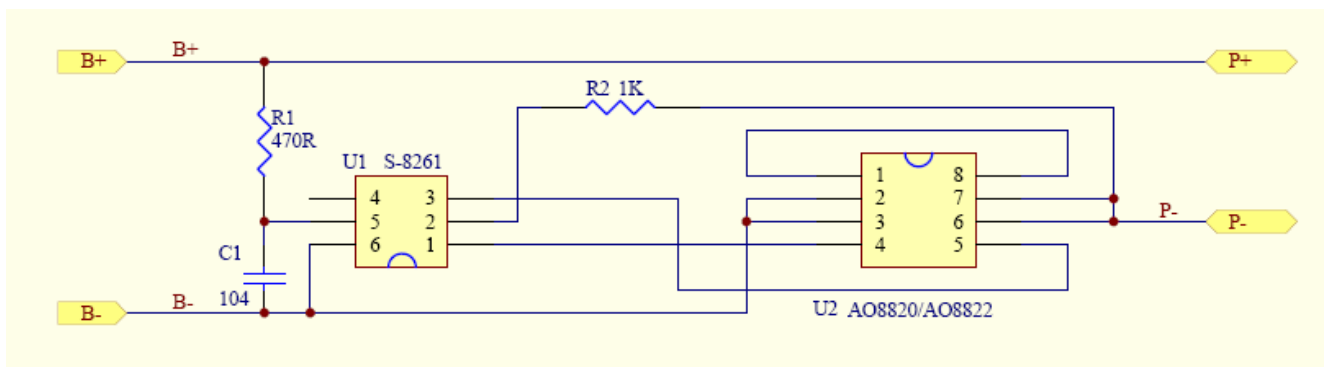 B+ B+ P+
R2 1K
R1
470R
U1 S-8261
4 3
5 2
6 1
1 8
2 7
3 6
4 5
P- P-
C1
104
B- B-
U2 AO8820/AO8822